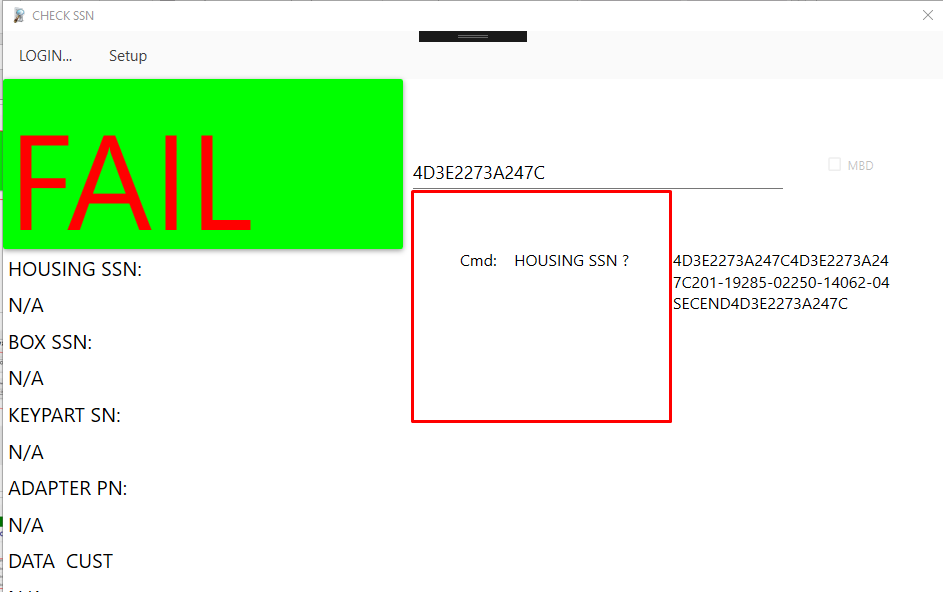 CHECK SSN
LOGIN...
Setup
FAIL
4D3E2273A247C
MBD
HOUSING SSN:
N/A
BOX SSN:
N/A
KEYPART SN:
N/A
ADAPTER PN:
N/A
DATA CUST
Cmd: HOUSING SSN ?
4D3E2273A247C4D3E2273A24
7C201-19285-02250-14062-04
SECEND4D3E2273A247C